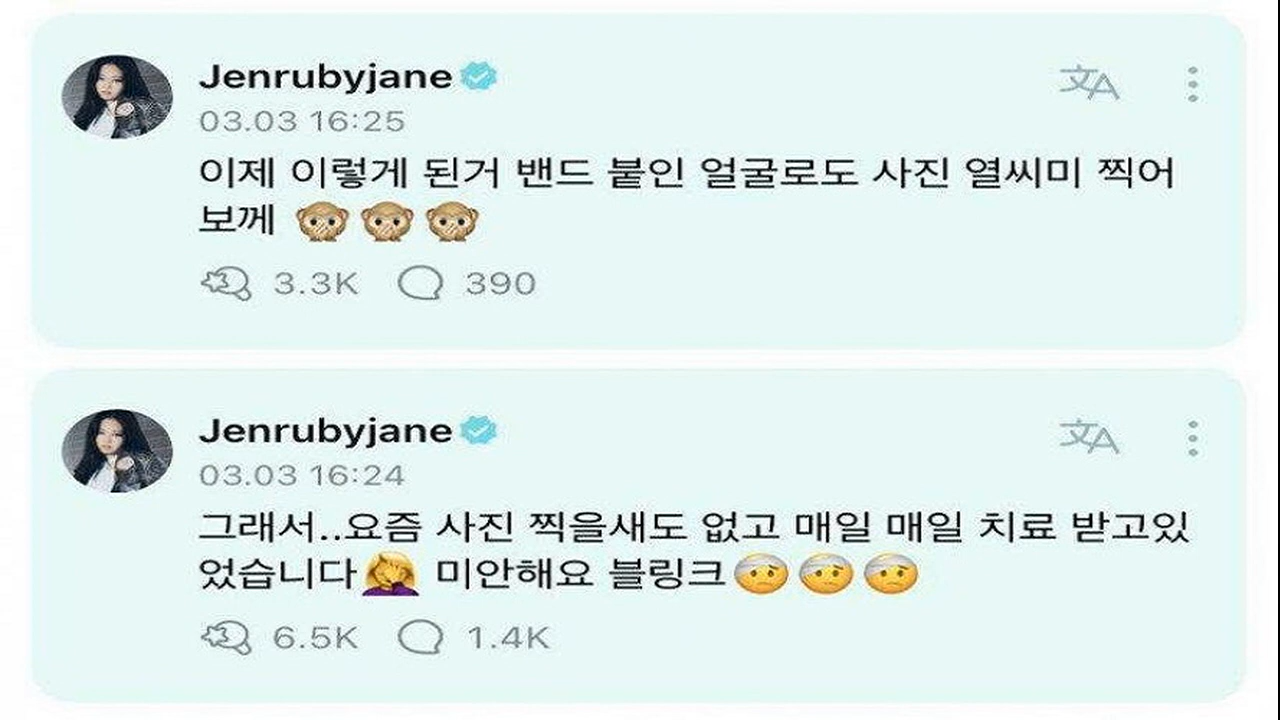 Jenrubyjane
03.03 16:25
이제 이렇게 된거 밴드 붙인 얼굴로도 사진 열씨미 찍어
보께 🙊🙊🙊
3.3K 390
Jenrubyjane
03.03 16:24
그래서..요즘 사진 찍을새도 없고 매일 매일 치료 받고있
었습니다🤦‍♀️ 미안해요 블링크🤕🤕🤕
6.5K 1.4K